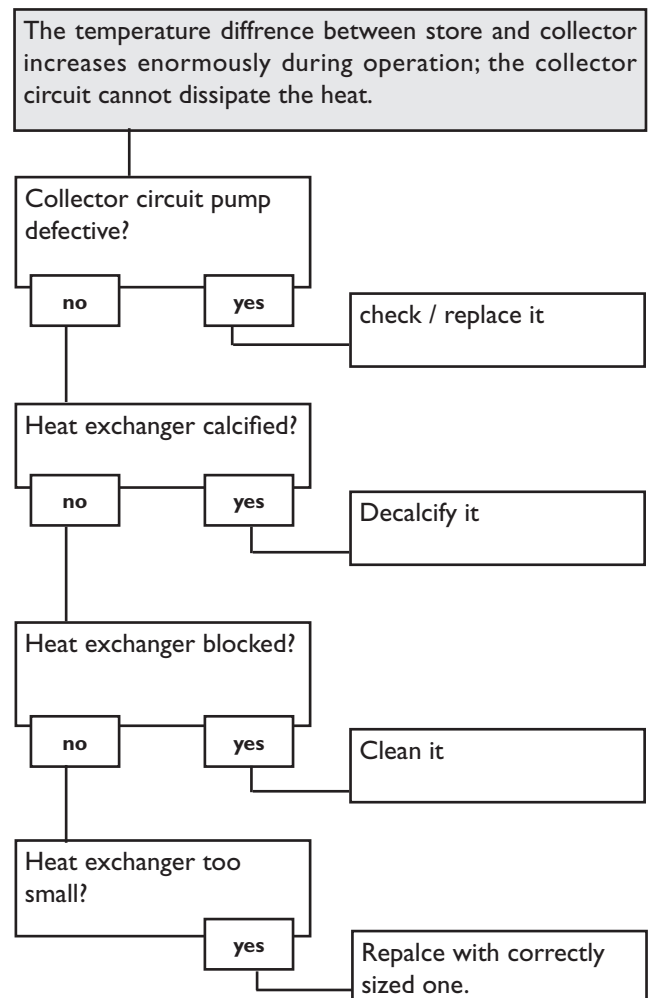 The temperature diffrence between store and collector
increases enormously during operation; the collector
circuit cannot dissipate the heat.
Collector circuit pump
defective?
no
yes
check / replace it
Heat exchanger calcified?
no
yes
Decalcify it
Heat exchanger blocked?
no
yes
Clean it
Heat exchanger too
small?
yes
Repalce with correctly
sized one.